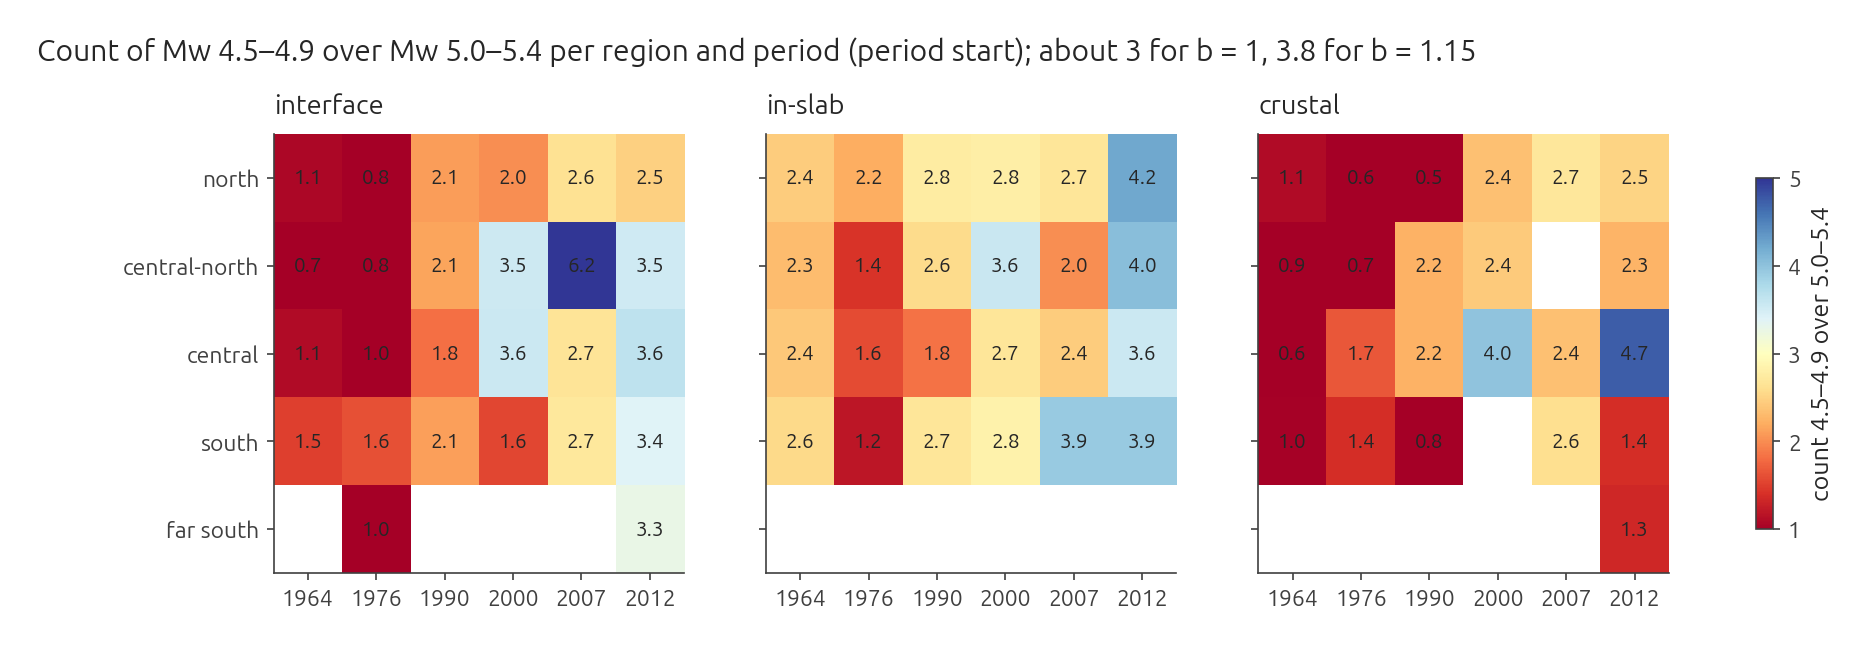 Count of Mw 4.5–4.9 over Mw 5.0–5.4 per region and period (period start); about 3 for b = 1, 3.8 for b = 1.15
interface
in-slab
crustal
north
central-north
central
south
far south
1.1 0.8 2.1 2.0 2.6 2.5
0.7 0.8 2.1 3.5 6.2 3.5
1.1 1.0 1.8 3.6 2.7 3.6
1.5 1.6 2.1 1.6 2.7 3.4
1.0 3.3
1964 1976 1990 2000 2007 2012
2.4 2.2 2.8 2.8 2.7 4.2
2.3 1.4 2.6 3.6 2.0 4.0
2.4 1.6 1.8 2.7 2.4 3.6
2.6 1.2 2.7 2.8 3.9 3.9
1964 1976 1990 2000 2007 2012
1.1 0.6 0.5 2.4 2.7 2.5
0.9 0.7 2.2 2.4 2.3
0.6 1.7 2.2 4.0 2.4 4.7
1.0 1.4 0.8 2.6 1.4
1.3
1964 1976 1990 2000 2007 2012
5
4
3
2
1
count 4.5–4.9 over 5.0–5.4